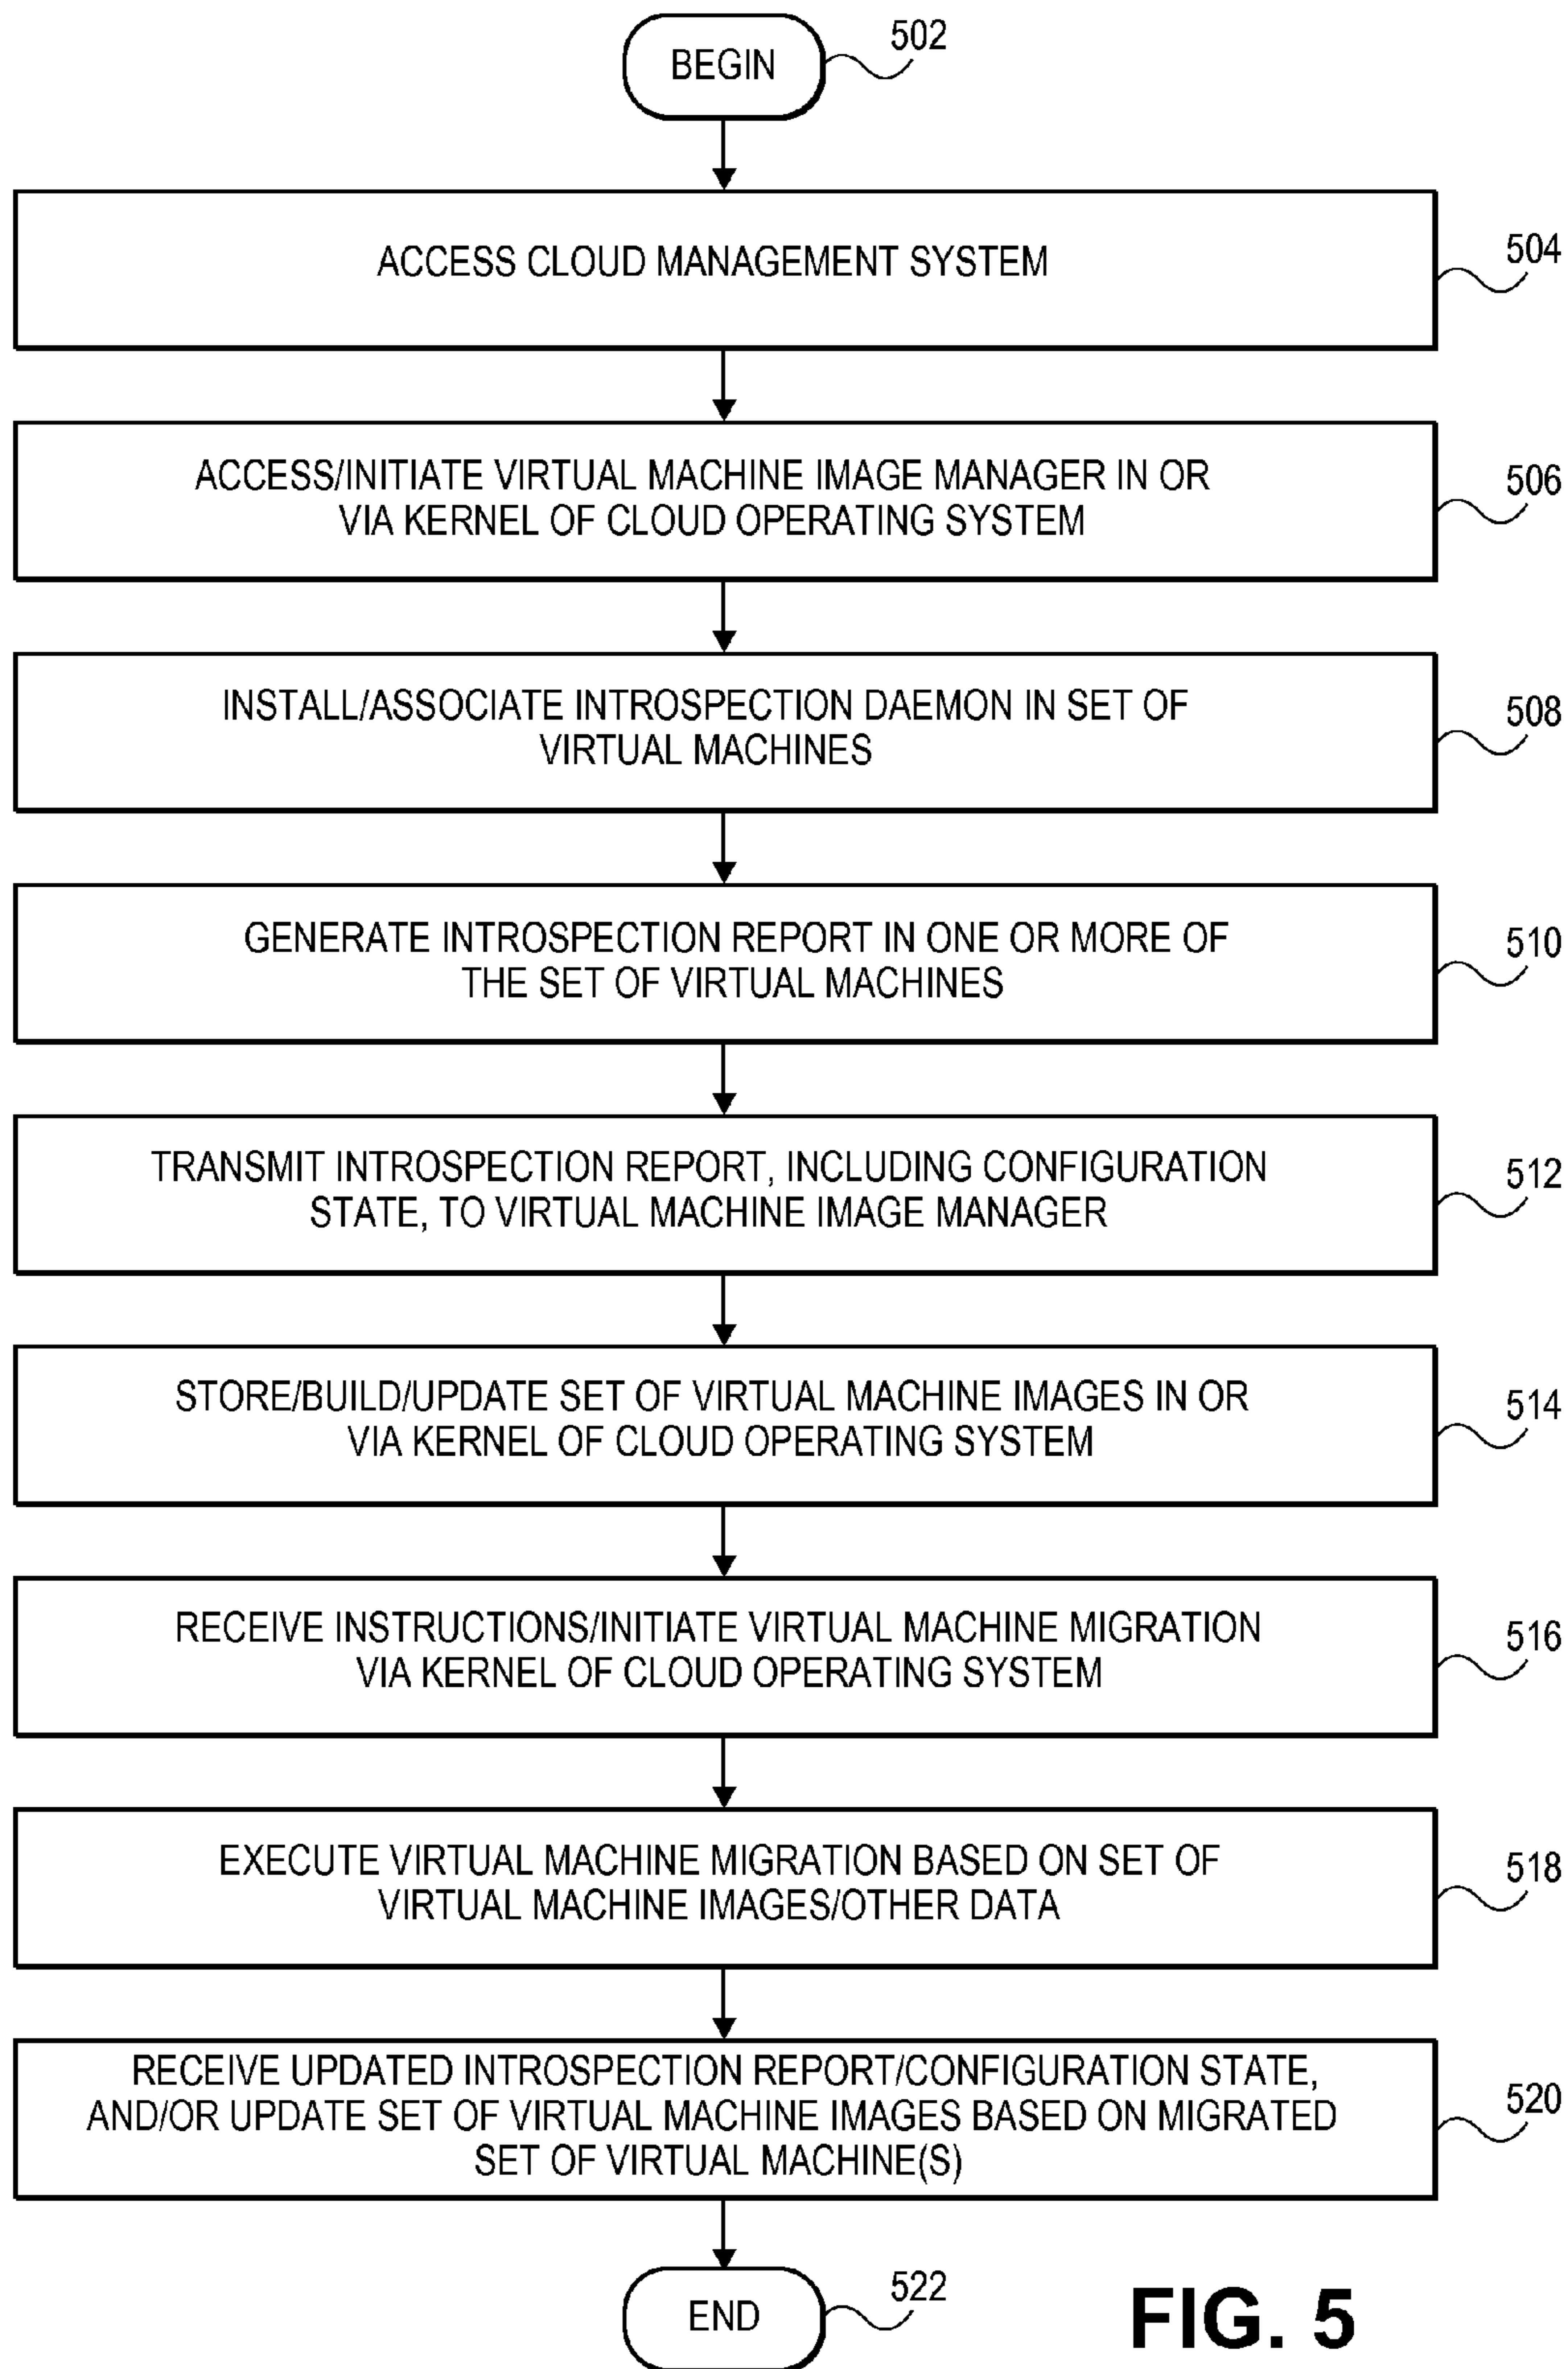 BEGIN
502
ACCESS CLOUD MANAGEMENT SYSTEM
504
ACCESS/INITIATE VIRTUAL MACHINE IMAGE MANAGER IN OR
VIA KERNEL OF CLOUD OPERATING SYSTEM
506
INSTALL/ASSOCIATE INTROSPECTION DAEMON IN SET OF
VIRTUAL MACHINES
508
GENERATE INTROSPECTION REPORT IN ONE OR MORE OF
THE SET OF VIRTUAL MACHINES
510
TRANSMIT INTROSPECTION REPORT, INCLUDING CONFIGURATION
STATE, TO VIRTUAL MACHINE IMAGE MANAGER
512
STORE/BUILD/UPDATE SET OF VIRTUAL MACHINE IMAGES IN OR
VIA KERNEL OF CLOUD OPERATING SYSTEM
514
RECEIVE INSTRUCTIONS/INITIATE VIRTUAL MACHINE MIGRATION
VIA KERNEL OF CLOUD OPERATING SYSTEM
516
EXECUTE VIRTUAL MACHINE MIGRATION BASED ON SET OF
VIRTUAL MACHINE IMAGES/OTHER DATA
518
RECEIVE UPDATED INTROSPECTION REPORT/CONFIGURATION STATE,
AND/OR UPDATE SET OF VIRTUAL MACHINE IMAGES BASED ON MIGRATED
SET OF VIRTUAL MACHINE(S)
520
END
522
FIG. 5